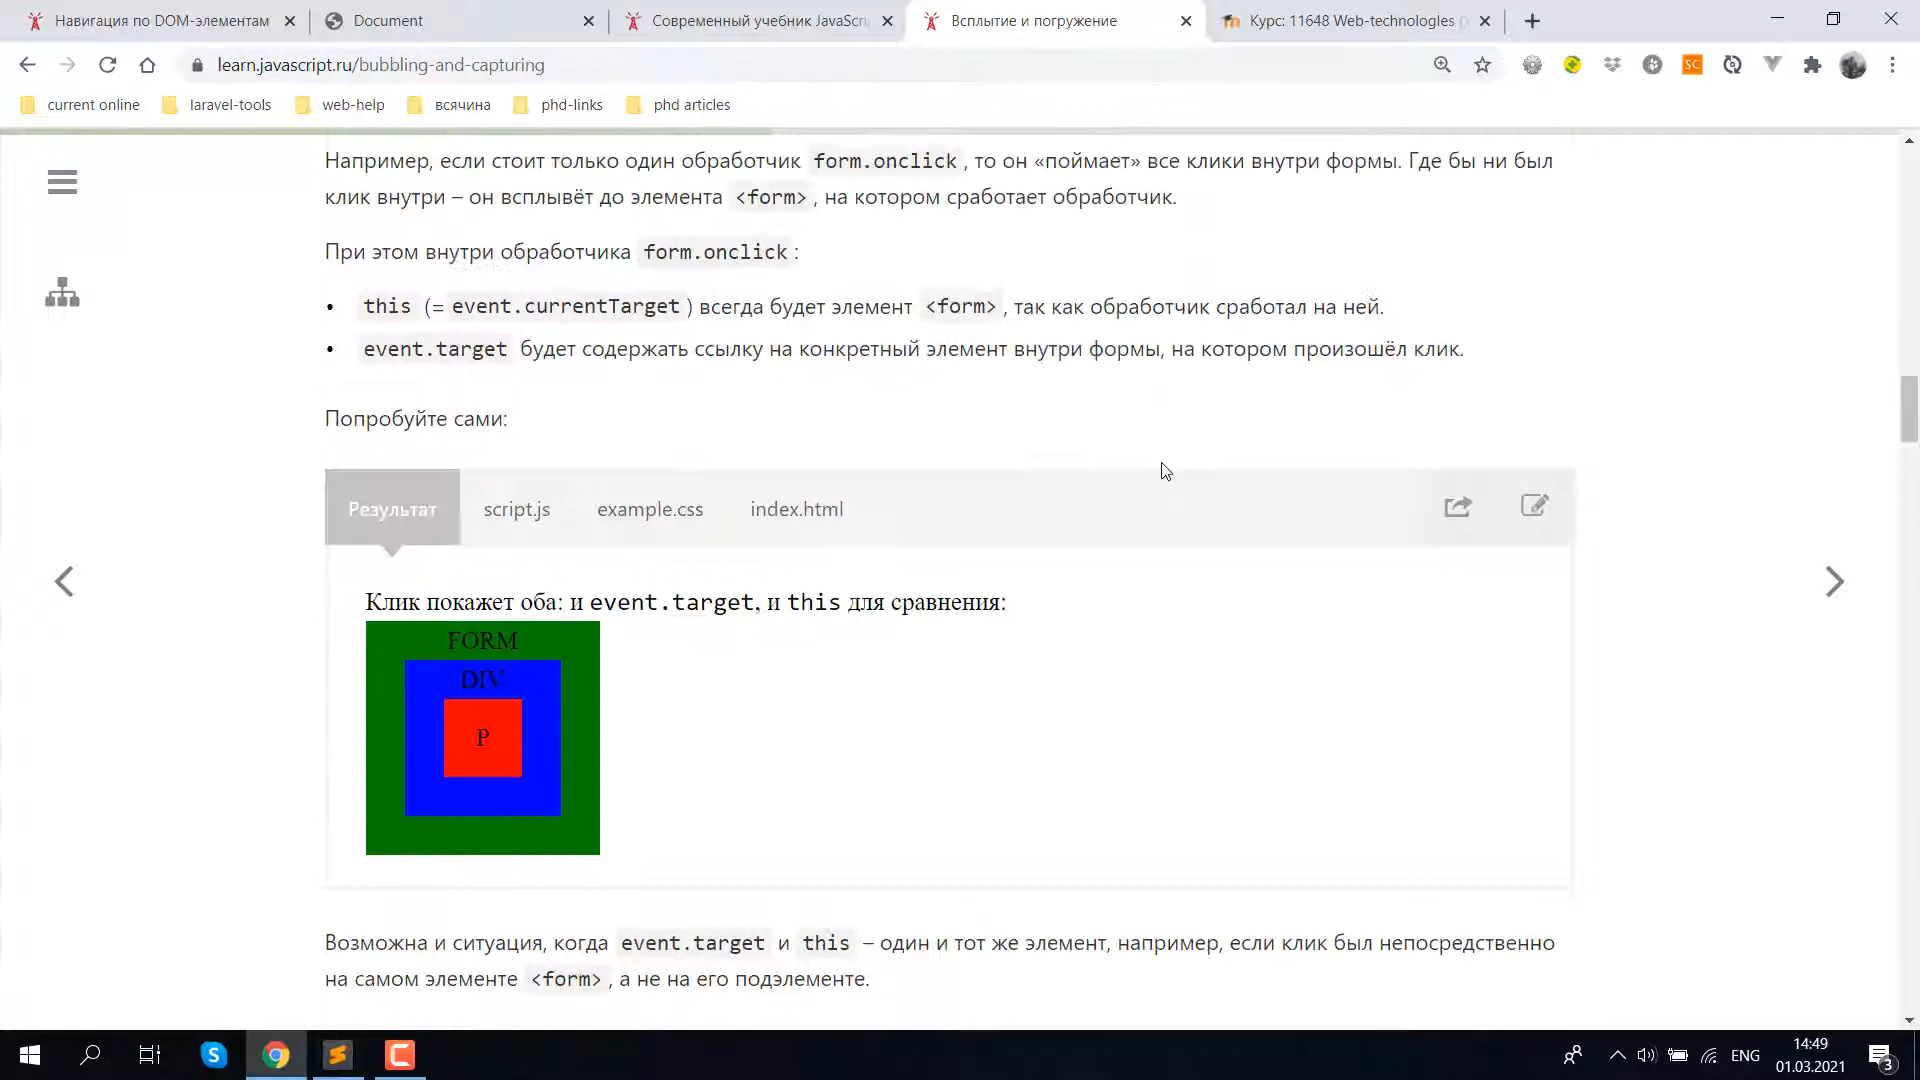 Навигация по DOM-элементам
Document
Современный учебник JavaScri
Всплытие и погружение
Курс: 11648 Web-technologies (
learn.javascript.ru/bubbling-and-capturing
SC
current online
laravel-tools
web-help
всячина
phd-links
phd articles
Например, если стоит только один обработчик form.onclick, то он «поймает» все клики внутри формы. Где бы ни был
клик внутри – он всплывёт до элемента <form>, на котором сработает обработчик.
При этом внутри обработчика form.onclick:
• this (= event.currentTarget) всегда будет элемент <form>, так как обработчик сработал на ней.
• event.target будет содержать ссылку на конкретный элемент внутри формы, на котором произошёл клик.
Попробуйте сами:
Результат
script.js
example.css
index.html
Клик покажет оба: и event.target, и this для сравнения:
FORM
DIV
P
Возможна и ситуация, когда event.target и this – один и тот же элемент, например, если клик был непосредственно
на самом элементе <form>, а не на его подэлементе.
ENG
14:49
01.03.2021
3